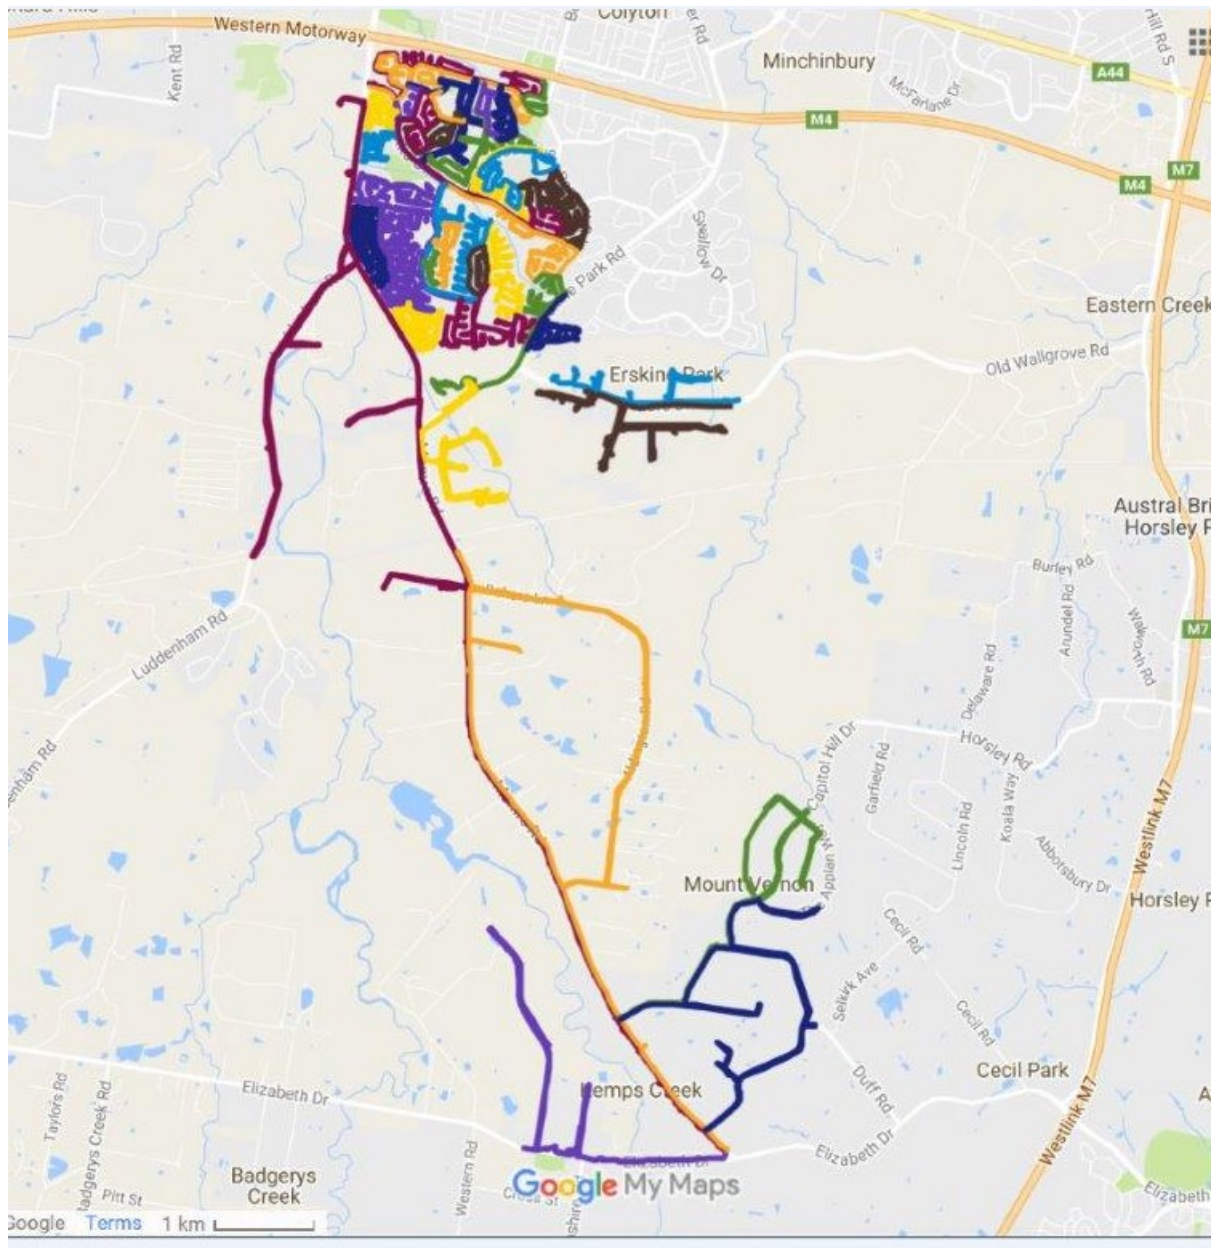 Colyton
Western Motorway
Kent Rd
Minchinbury
McFarlane Dr
Hill Rd S
A44
M4
M7
M4
Swallow Dr
Park Rd
Eastern Creek
Old Wallgrove Rd
Erskine Park
Austral Bri
Horsley P
Burley Rd
Arundel Rd
Walworth Rd
M7
Luddenham Rd
Delaware Rd
enham Rd
Capitol Hill Dr
Horsley Rd
Garfield Rd
Koala Way
Lincoln Rd
Abbotsbury Dr
Westlink M7
Mount Vernon
Horsley P
Cecil Rd
Selkirk Ave
Cecil Rd
Kemps Creek
Cecil Park
Duff Rd
Taylors Rd
Badgerys Creek Rd
Elizabeth Dr
Western Rd
Elizabeth Dr
Elizabeth Dr
Westlink M7
Badgerys
Creek
Pitt St
Google My Maps
Elizabeth
Google Terms 1 km